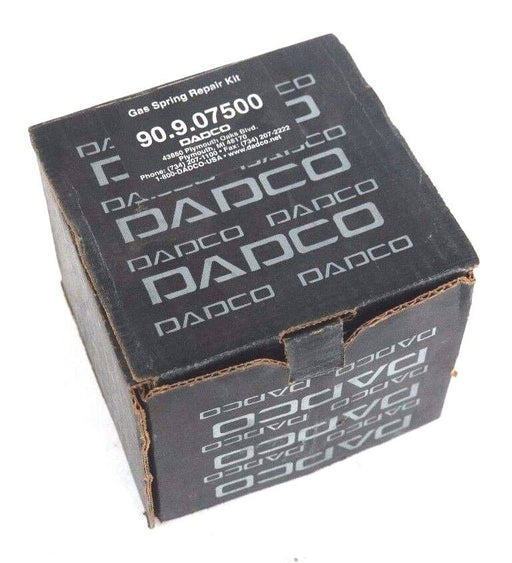 Gas Spring Repair Kit
90.9.07500
DADCO
43850 Plymouth Oaks Blvd.
Plymouth, MI 48170
Phone: (734) 207-1100 • Fax: (734) 207-2222
1-800-DADCO-USA • www.dadco.net
DADCO
DADCO DADCO
DADCO
DADCO DADCO
DADCO
DADCO
DADCO
DADCO
DADCO
DADCO
DADCO